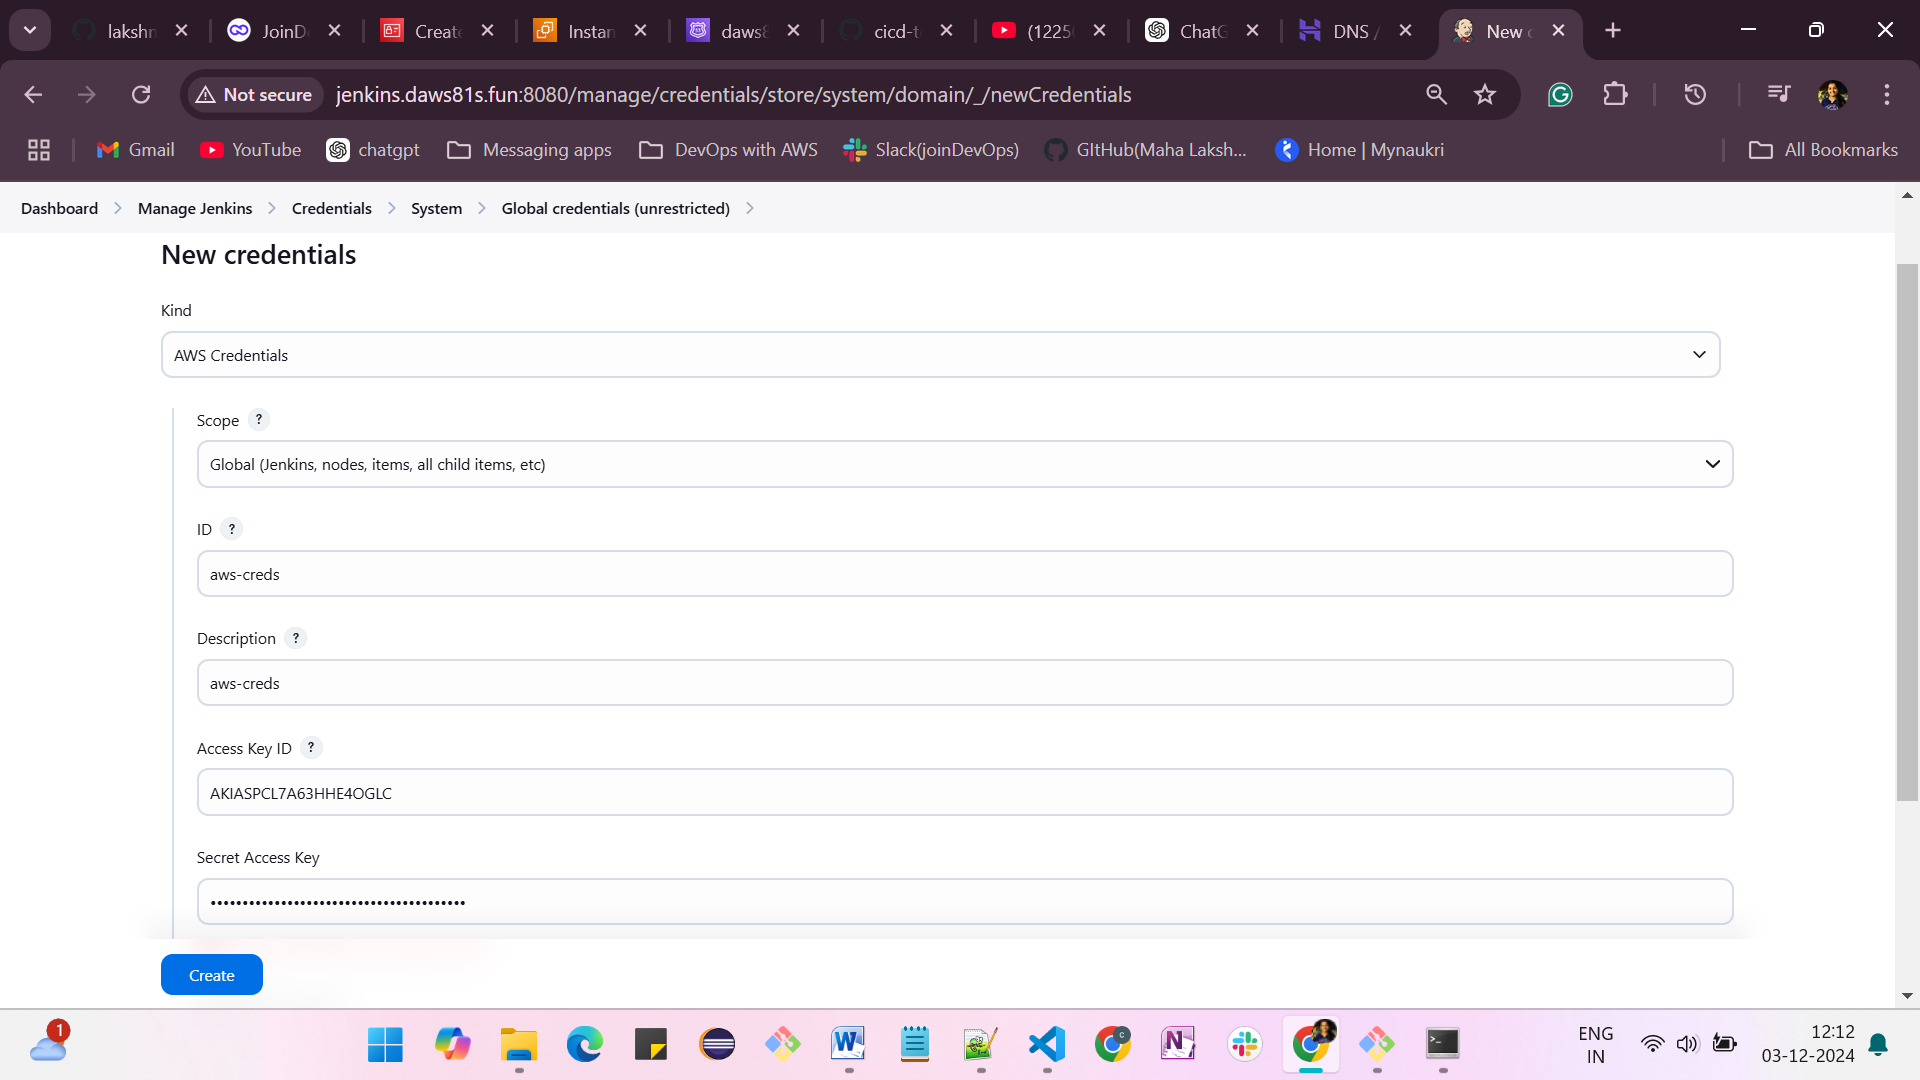 lakshn
JoinD
Create
Instan
daws8
cicd-t
(1225
ChatG
DNS /
New c
Not secure
jenkins.daws81s.fun:8080/manage/credentials/store/system/domain/_/newCredentials
Gmail
YouTube
chatgpt
Messaging apps
DevOps with AWS
Slack(joinDevOps)
GItHub(Maha Laksh...
Home | Mynaukri
All Bookmarks
Dashboard
Manage Jenkins
Credentials
System
Global credentials (unrestricted)
New credentials
Kind
AWS Credentials
Scope ?
Global (Jenkins, nodes, items, all child items, etc)
ID ?
aws-creds
Description ?
aws-creds
Access Key ID ?
AKIASPCL7A63HHE4OGLC
Secret Access Key
••••••••••••••••••••••••••••••••••••••••
Create
1
ENG
IN
12:12
03-12-2024